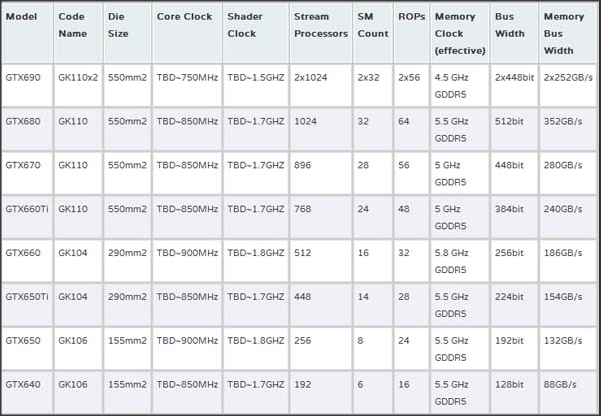 Model Code Name Die Size Core Clock Shader Clock Stream Processors SM Count ROPs Memory Clock (effective) Bus Width Memory Bus Width
GTX690 GK110x2 550mm2 TBD~750MHz TBD~1.5GHZ 2x1024 2x32 2x56 4.5 GHz GDDR5 2x448bit 2x252GB/s
GTX680 GK110 550mm2 TBD~850MHz TBD~1.7GHZ 1024 32 64 5.5 GHz GDDR5 512bit 352GB/s
GTX670 GK110 550mm2 TBD~850MHz TBD~1.7GHZ 896 28 56 5 GHz GDDR5 448bit 280GB/s
GTX660Ti GK110 550mm2 TBD~850MHz TBD~1.7GHZ 768 24 48 5 GHz GDDR5 384bit 240GB/s
GTX660 GK104 290mm2 TBD~900MHz TBD~1.8GHZ 512 16 32 5.8 GHz GDDR5 256bit 186GB/s
GTX650Ti GK104 290mm2 TBD~850MHz TBD~1.7GHZ 448 14 28 5.5 GHz GDDR5 224bit 154GB/s
GTX650 GK106 155mm2 TBD~900MHz TBD~1.8GHZ 256 8 24 5.5 GHz GDDR5 192bit 132GB/s
GTX640 GK106 155mm2 TBD~850MHz TBD~1.7GHZ 192 6 16 5.5 GHz GDDR5 128bit 88GB/s